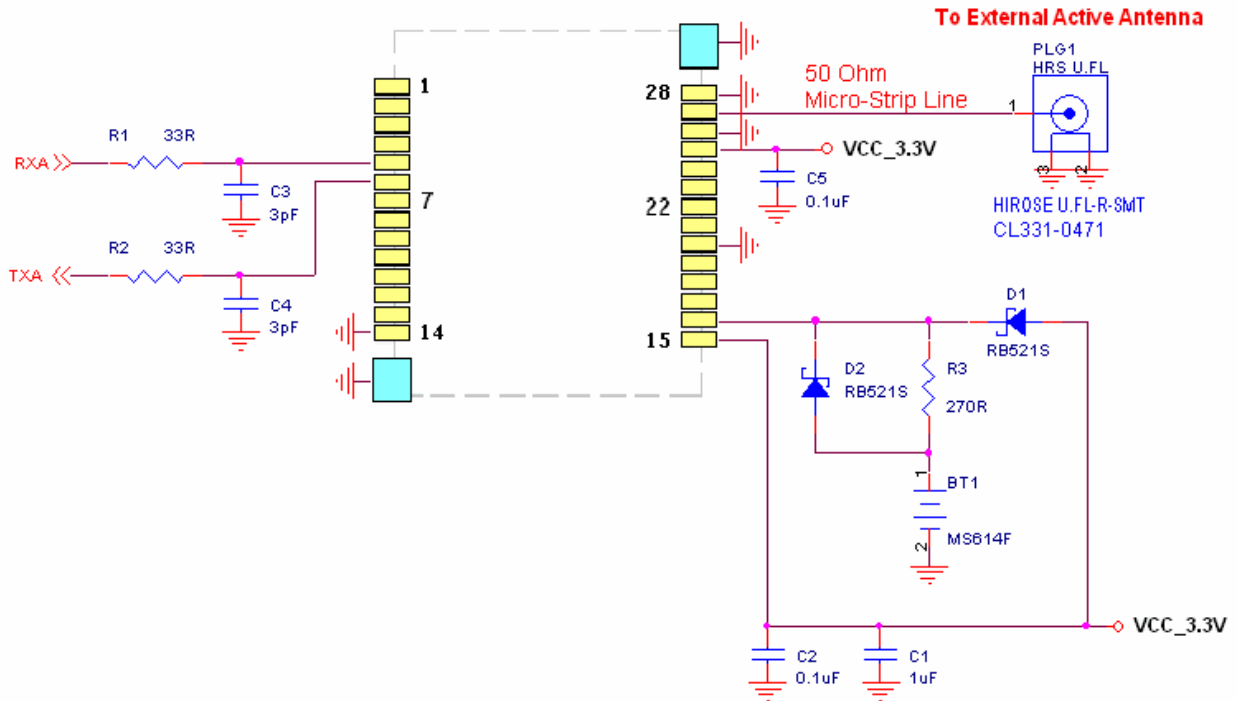 To External Active Antenna
PLG1
HRS U.FL
1
28
50 Ohm
Micro-Strip Line
1
R1 33R
RXA
VCC_3.3V
C3
3pF
7
C5
0.1uF
22
3
2
HIROSE U.FL-R-SMT
CL331-0471
R2 33R
TXA
C4
3pF
14
15
D1
RB521S
D2
RB521S
R3
270R
1
BT1
MS614F
2
VCC_3.3V
C2
0.1uF
C1
1uF